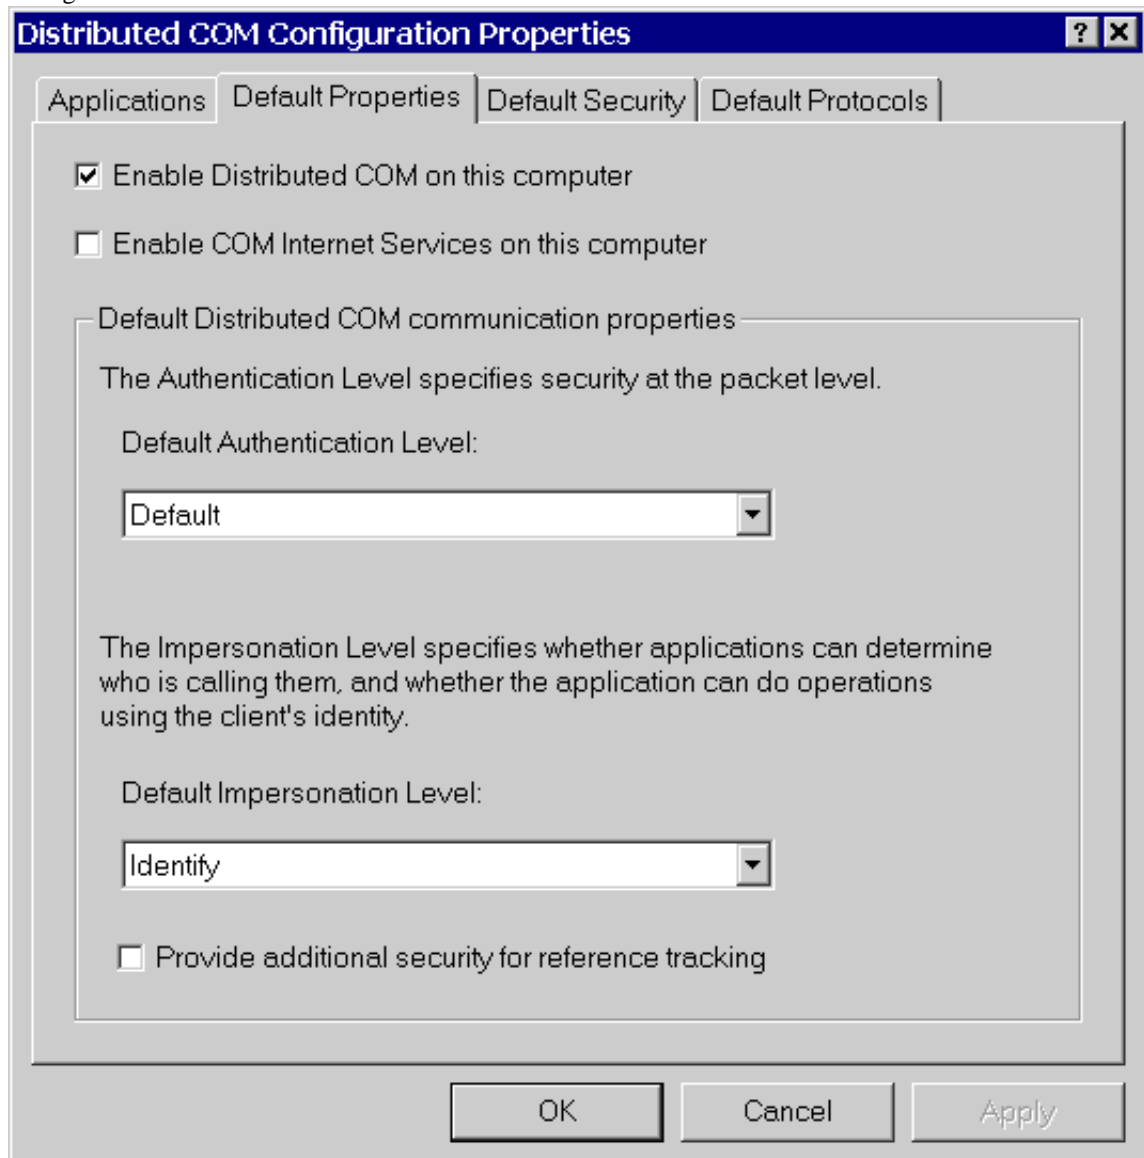 Distributed COM Configuration Properties
Applications Default Properties Default Security Default Protocols
Enable Distributed COM on this computer
Enable COM Internet Services on this computer
Default Distributed COM communication properties
The Authentication Level specifies security at the packet level.
Default Authentication Level:
Default
The Impersonation Level specifies whether applications can determine
who is calling them, and whether the application can do operations
using the client's identity.
Default Impersonation Level:
Identify
Provide additional security for reference tracking
OK Cancel Apply